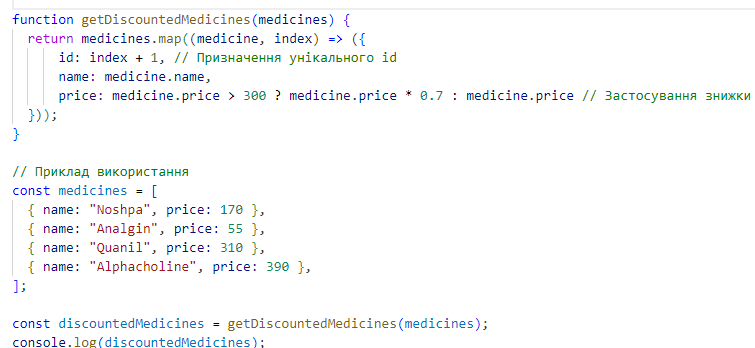 function getDiscountedMedicines(medicines) {
  return medicines.map((medicine, index) => ({
      id: index + 1, // Призначення унікального id
      name: medicine.name,
      price: medicine.price > 300 ? medicine.price * 0.7 : medicine.price // Застосування знижки
  }));
}

// Приклад використання
const medicines = [
  { name: "Noshpa", price: 170 },
  { name: "Analgin", price: 55 },
  { name: "Quanil", price: 310 },
  { name: "Alphacholine", price: 390 },
];

const discountedMedicines = getDiscountedMedicines(medicines);
console.log(discountedMedicines);